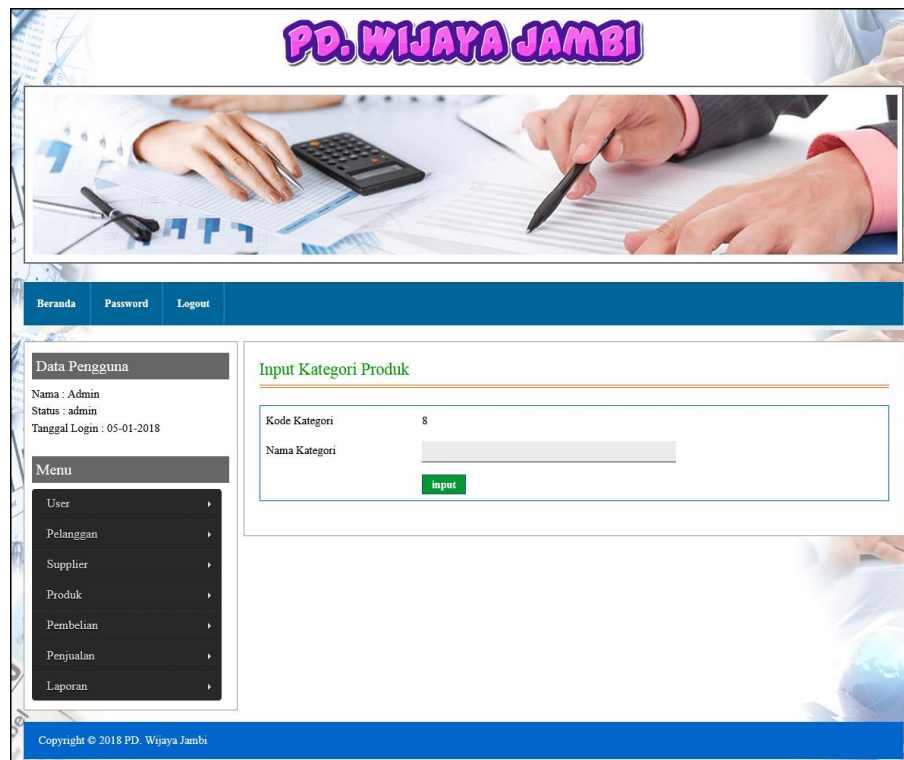 PD. WIJAYA JAMBI
Beranda Password Logout
Data Pengguna
Nama : Admin
Status : admin
Tanggal Login : 05-01-2018
Menu
User
Pelanggan
Supplier
Produk
Pembelian
Penjualan
Laporan
Input Kategori Produk
Kode Kategori 8
Nama Kategori
input
Copyright © 2018 PD. Wijaya Jambi